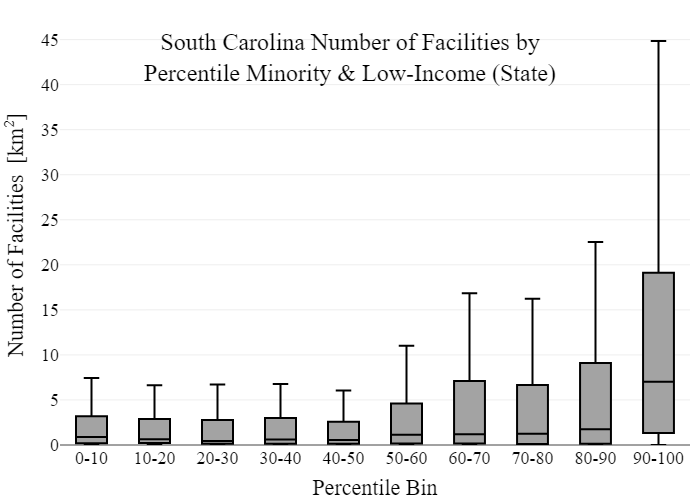 South Carolina Number of Facilities by
Percentile Minority & Low-Income (State)
Number of Facilities [km²]
45
40
35
30
25
20
15
10
5
0
0-10 10-20 20-30 30-40 40-50 50-60 60-70 70-80 80-90 90-100
Percentile Bin